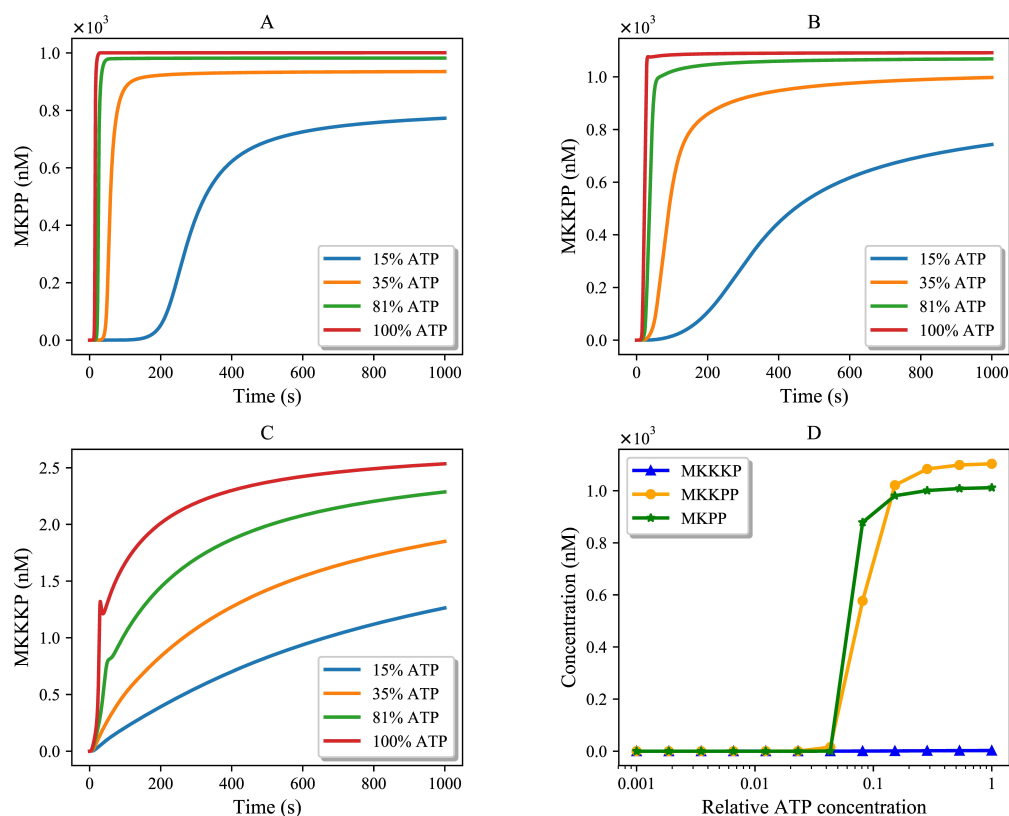 A
×10³
1.0
0.8
0.6
0.4
0.2
0.0
MKPP (nM)
15% ATP
35% ATP
81% ATP
100% ATP
0 200 400 600 800 1000
Time (s)
B
×10³
1.0
0.8
0.6
0.4
0.2
0.0
MKKPP (nM)
15% ATP
35% ATP
81% ATP
100% ATP
0 200 400 600 800 1000
Time (s)
C
2.5
2.0
1.5
1.0
0.5
0.0
MKKKP (nM)
15% ATP
35% ATP
81% ATP
100% ATP
0 200 400 600 800 1000
Time (s)
D
×10³
1.0
0.8
0.6
0.4
0.2
0.0
Concentration (nM)
MKKKP
MKKPP
MKPP
0.001 0.01 0.1 1
Relative ATP concentration